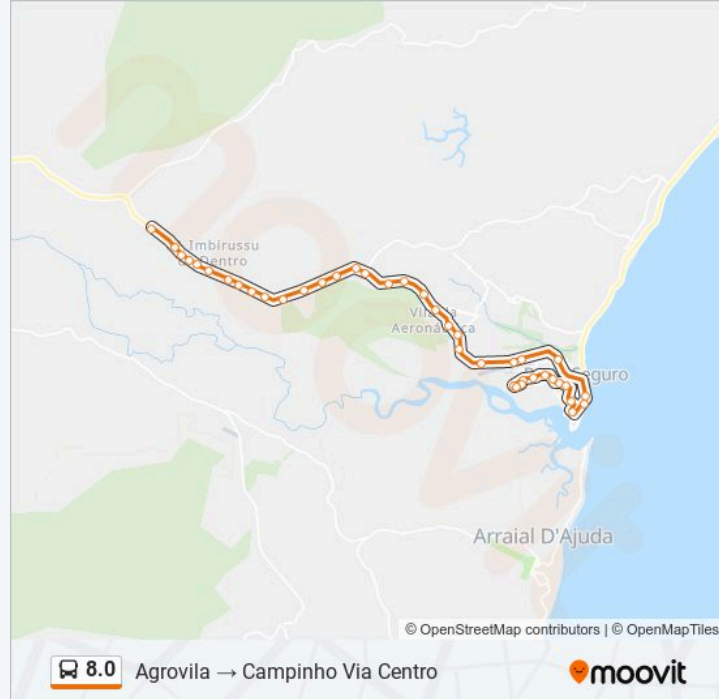 Imbirussu
de Dentro
Vila da
Aeronáutica
Porto Seguro
Arraial D'Ajuda
© OpenStreetMap contributors | © OpenMapTiles
8.0 Agrovila → Campinho Via Centro
moovit